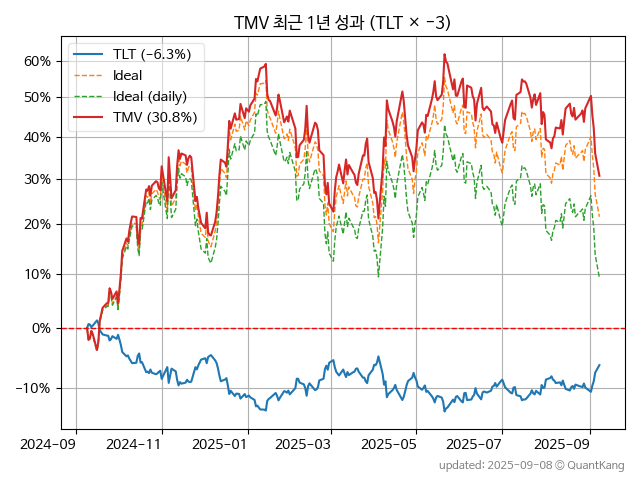 TMV 최근 1년 성과 (TLT × −3)
TLT (−6.3%)
Ideal
Ideal (daily)
TMV (30.8%)
60%
50%
40%
30%
20%
10%
0%
−10%
2024−09
2024−11
2025−01
2025−03
2025−05
2025−07
2025−09
updated: 2025−09−08 © QuantKang